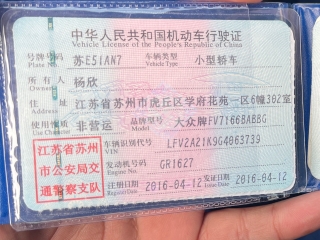 中华人民共和国机动车行驶证
Vehicle License of the People's Republic of China
号牌号码 苏E51AN7 车辆类型 小型轿车
Plate No. Vehicle Type
所有人 杨欣
Owner
住址 江苏省苏州市虎丘区学府花苑一区6幢302室
Address
使用性质 非营运 品牌型号 大众牌FV7166BABBG
Use Character Model
江苏省苏州市公安局交通警察支队
车辆识别代号 LFV2A21K9G4063739
VIN
发动机号码 GR1627
Engine No.
注册日期 2016-04-12 发证日期 2016-04-12
Register Date Issue Date